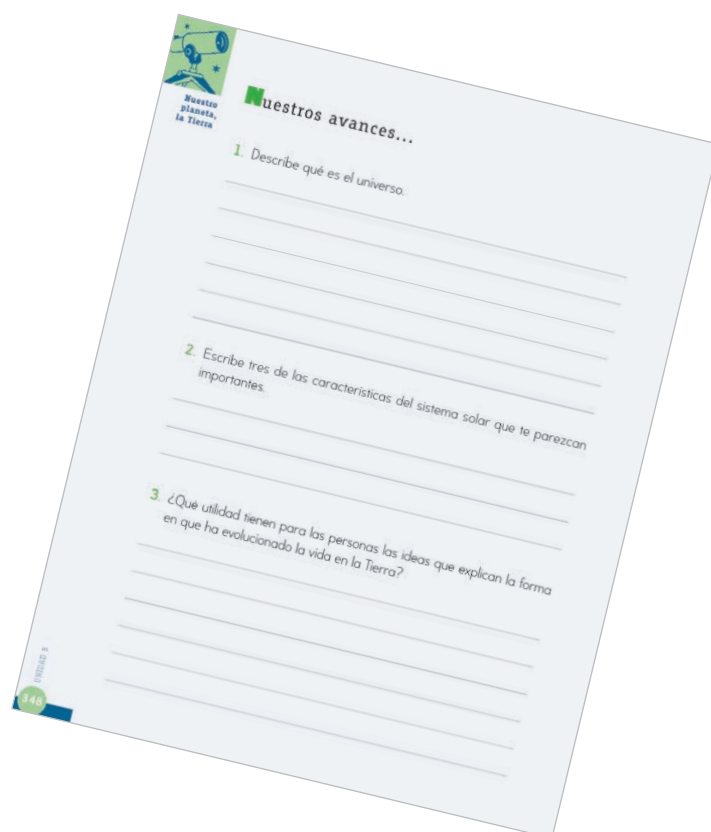 Nuestro
planeta,
la Tierra
Nuestros avances...
1. Describe qué es el universo.
2. Escribe tres de las características del sistema solar que te parezcan
importantes.
3. ¿Qué utilidad tienen para las personas las ideas que explican la forma
en que ha evolucionado la vida en la Tierra?
348